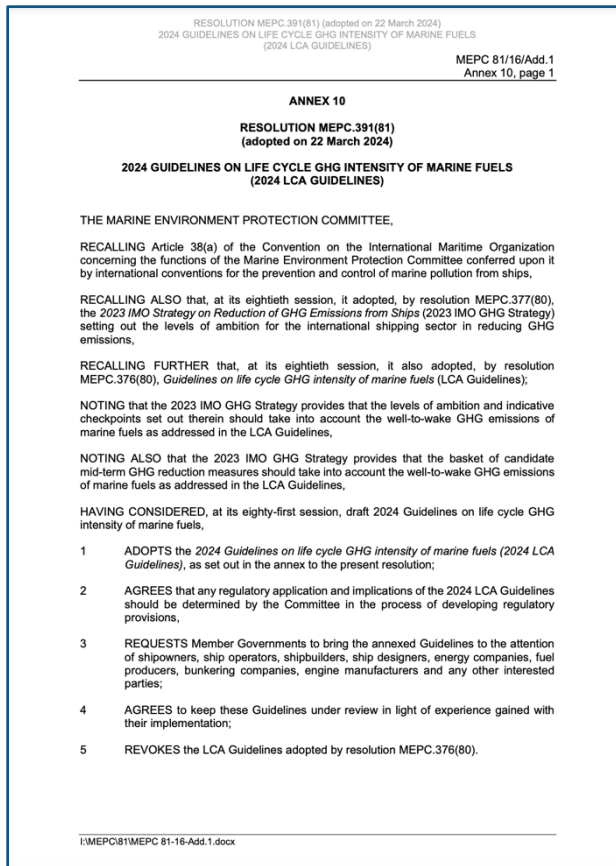 RESOLUTION MEPC.391(81) (adopted on 22 March 2024)
2024 GUIDELINES ON LIFE CYCLE GHG INTENSITY OF MARINE FUELS
(2024 LCA GUIDELINES)
MEPC 81/16/Add.1
Annex 10, page 1
ANNEX 10
RESOLUTION MEPC.391(81)
(adopted on 22 March 2024)
2024 GUIDELINES ON LIFE CYCLE GHG INTENSITY OF MARINE FUELS
(2024 LCA GUIDELINES)
THE MARINE ENVIRONMENT PROTECTION COMMITTEE,
RECALLING Article 38(a) of the Convention on the International Maritime Organization
concerning the functions of the Marine Environment Protection Committee conferred upon it
by international conventions for the prevention and control of marine pollution from ships,
RECALLING ALSO that, at its eightieth session, it adopted, by resolution MEPC.377(80),
the 2023 IMO Strategy on Reduction of GHG Emissions from Ships (2023 IMO GHG Strategy)
setting out the levels of ambition for the international shipping sector in reducing GHG
emissions,
RECALLING FURTHER that, at its eightieth session, it also adopted, by resolution
MEPC.376(80), Guidelines on life cycle GHG intensity of marine fuels (LCA Guidelines);
NOTING that the 2023 IMO GHG Strategy provides that the levels of ambition and indicative
checkpoints set out therein should take into account the well-to-wake GHG emissions of
marine fuels as addressed in the LCA Guidelines,
NOTING ALSO that the 2023 IMO GHG Strategy provides that the basket of candidate
mid-term GHG reduction measures should take into account the well-to-wake GHG emissions
of marine fuels as addressed in the LCA Guidelines,
HAVING CONSIDERED, at its eighty-first session, draft 2024 Guidelines on life cycle GHG
intensity of marine fuels,
1 ADOPTS the 2024 Guidelines on life cycle GHG intensity of marine fuels (2024 LCA
Guidelines), as set out in the annex to the present resolution;
2 AGREES that any regulatory application and implications of the 2024 LCA Guidelines
should be determined by the Committee in the process of developing regulatory
provisions,
3 REQUESTS Member Governments to bring the annexed Guidelines to the attention
of shipowners, ship operators, shipbuilders, ship designers, energy companies, fuel
producers, bunkering companies, engine manufacturers and any other interested
parties;
4 AGREES to keep these Guidelines under review in light of experience gained with
their implementation;
5 REVOKES the LCA Guidelines adopted by resolution MEPC.376(80).
I:\MEPC\81\MEPC 81-16-Add.1.docx